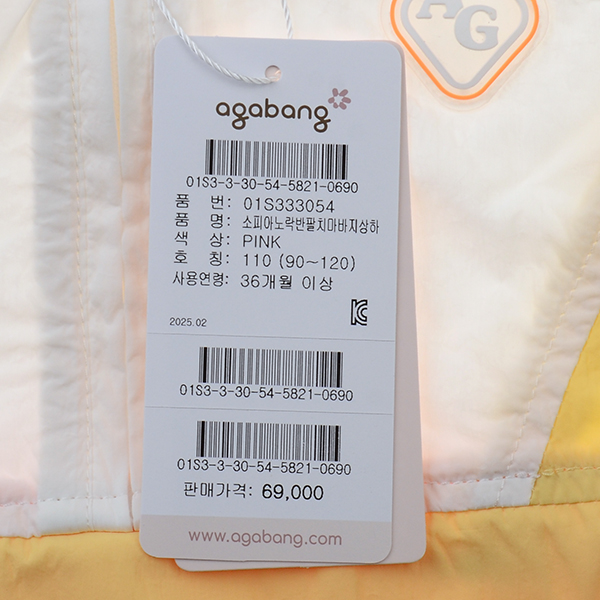 AG
agabang
01S3-3-30-54-5821-0690
품 번: 01S333054
품 명: 소피아노락반팔치마바지상하
색 상: PINK
호 칭: 110 (90~120)
사용연령: 36개월 이상
2025.02
01S3-3-30-54-5821-0690
01S3-3-30-54-5821-0690
판매가격: 69,000
www.agabang.com